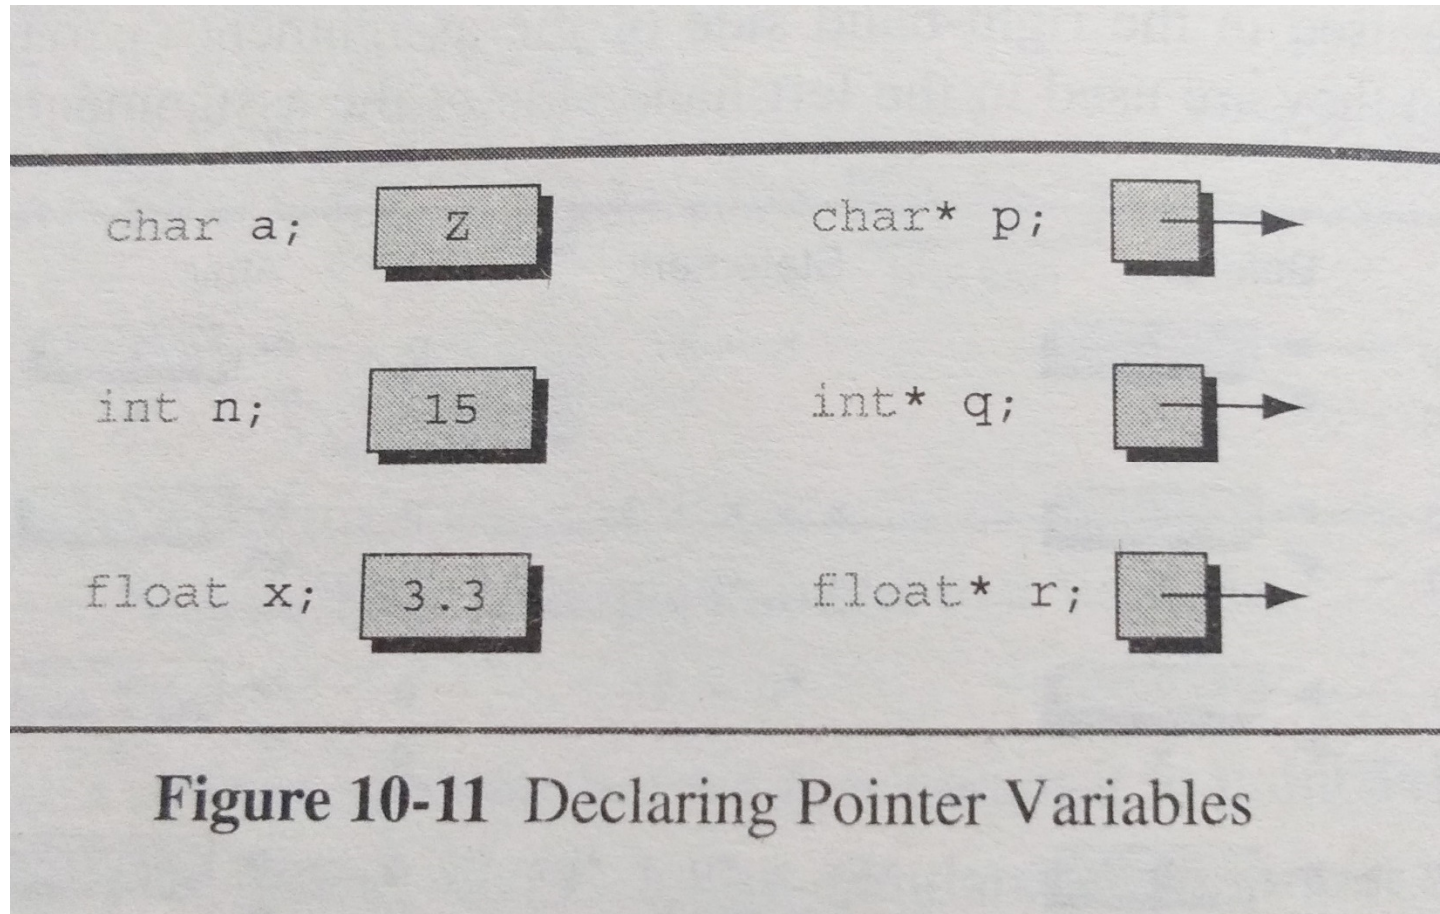 char a; Z char* p;
int n; 15 int* q;
float x; 3.3 float* r;
Figure 10-11 Declaring Pointer Variables